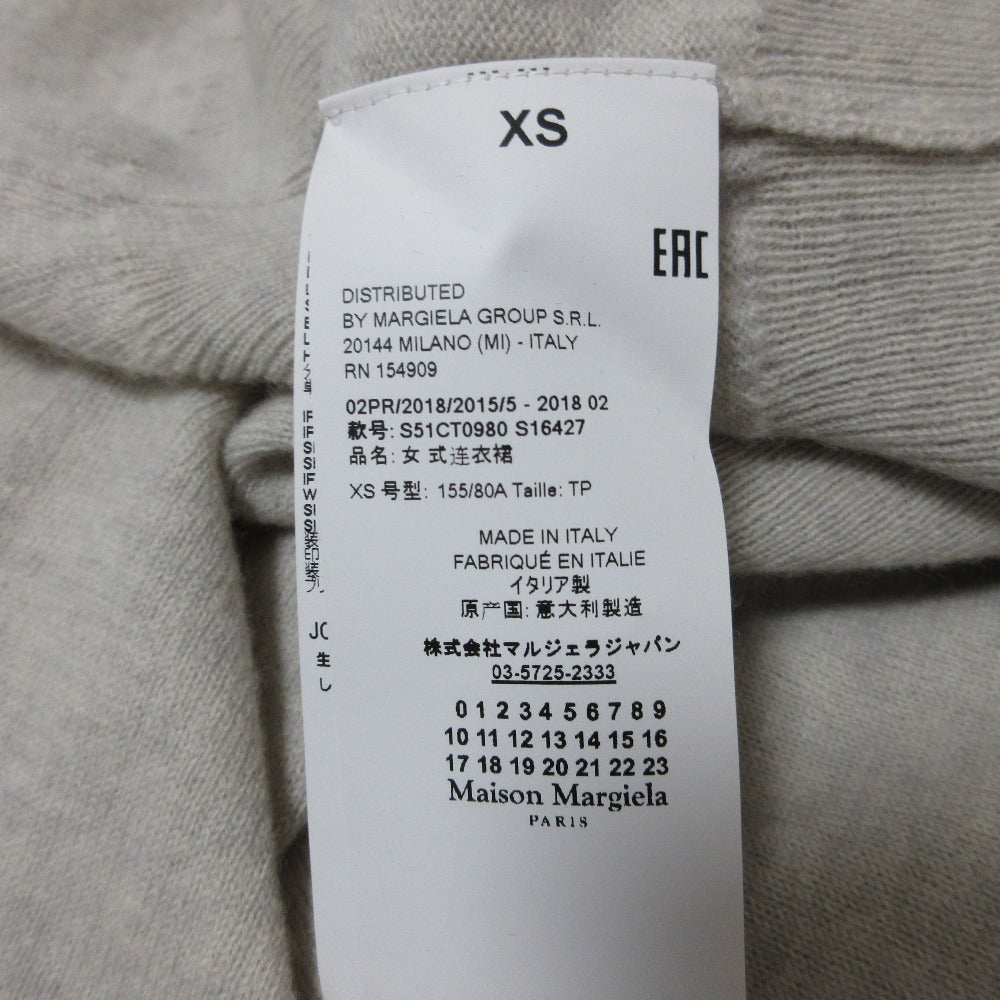 XS
EAC
DISTRIBUTED
BY MARGIELA GROUP S.R.L.
20144 MILANO (MI) - ITALY
RN 154909
02PR/2018/2015/5 - 2018 02
款号: S51CT0980 S16427
品名: 女式连衣裙
XS 号型: 155/80A Taille: TP
MADE IN ITALY
FABRIQUÉ EN ITALIE
イタリア製
原产国: 意大利製造
株式会社マルジェラジャパン
03-5725-2333
0 1 2 3 4 5 6 7 8 9
10 11 12 13 14 15 16
17 18 19 20 21 22 23
Maison Margiela
PARIS